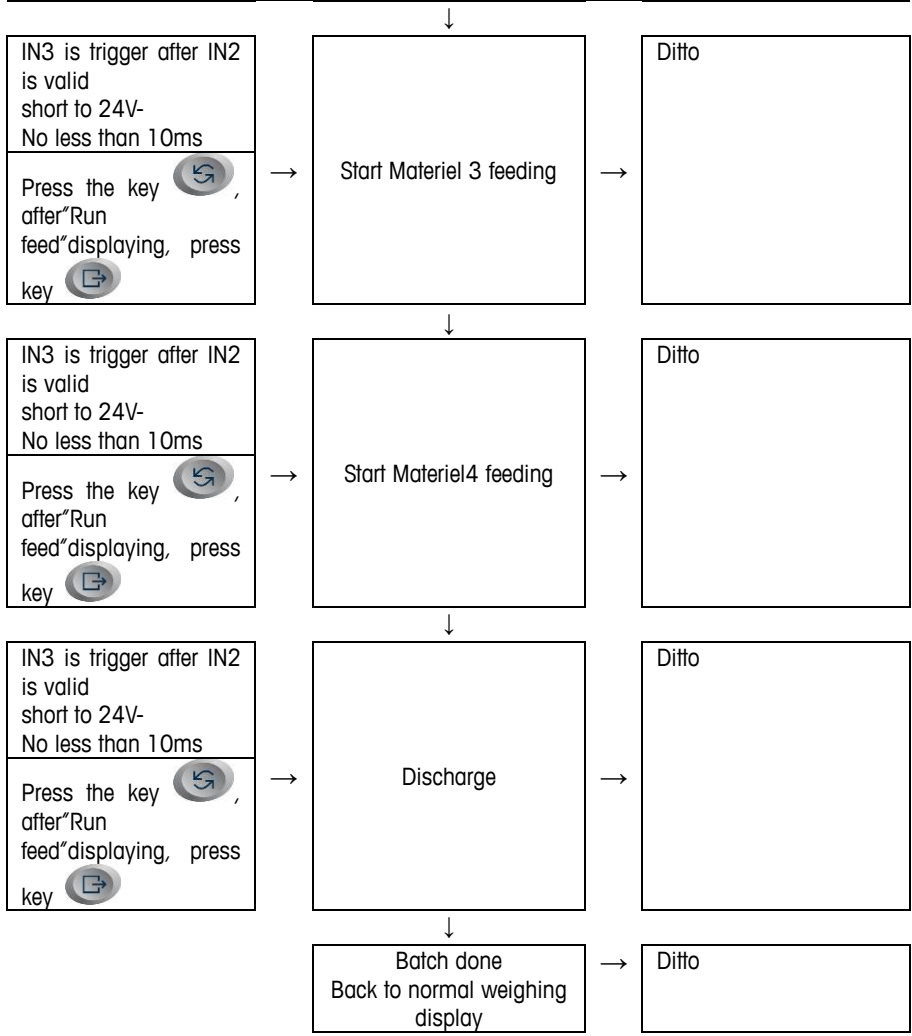 ↓
IN3 is trigger after IN2
is valid
short to 24V-
No less than 10ms
Press the key ,
after"Run
feed"displaying, press
key
→
Start Materiel 3 feeding
→
Ditto
↓
IN3 is trigger after IN2
is valid
short to 24V-
No less than 10ms
Press the key ,
after"Run
feed"displaying, press
key
→
Start Materiel4 feeding
→
Ditto
↓
IN3 is trigger after IN2
is valid
short to 24V-
No less than 10ms
Press the key ,
after"Run
feed"displaying, press
key
→
Discharge
→
Ditto
↓
Batch done
Back to normal weighing
display
→
Ditto